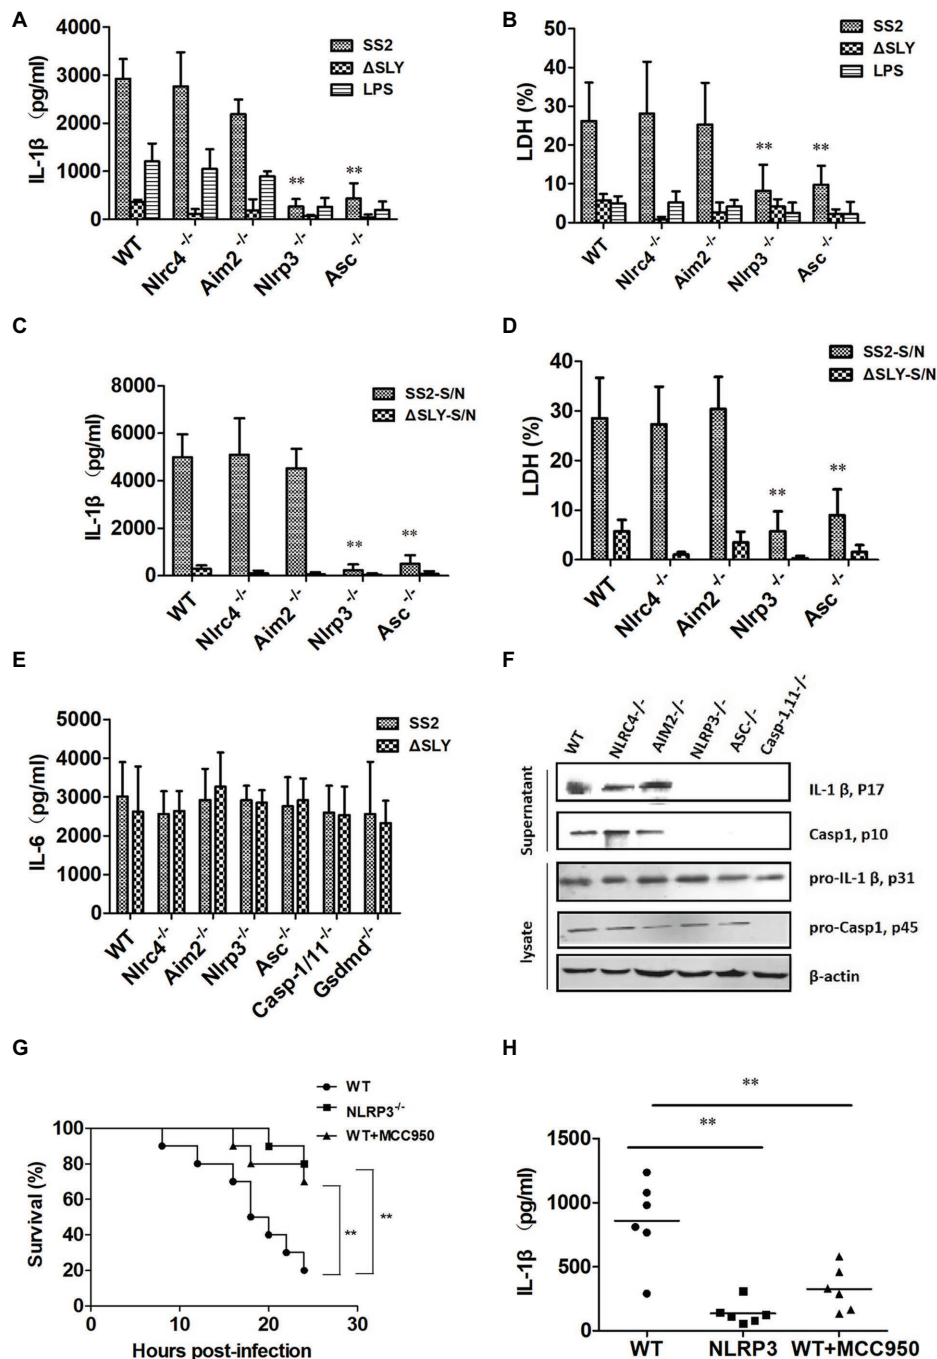 A
4000
3000
2000
1000
0
IL-1β (pg/ml)
SS2
ΔSLY
LPS
**
**
WT
Nlrc4 -/-
Aim2 -/-
Nlrp3 -/-
Asc -/-
B
50
40
30
20
10
0
LDH (%)
SS2
ΔSLY
LPS
**
**
WT
Nlrc4 -/-
Aim2 -/-
Nlrp3 -/-
Asc -/-
C
8000
6000
4000
2000
0
IL-1β (pg/ml)
SS2-S/N
ΔSLY-S/N
**
**
WT
Nlrc4 -/-
Aim2 -/-
Nlrp3 -/-
Asc -/-
D
40
30
20
10
0
LDH (%)
SS2-S/N
ΔSLY-S/N
**
**
WT
Nlrc4 -/-
Aim2 -/-
Nlrp3 -/-
Asc -/-
E
5000
4000
3000
2000
1000
0
IL-6 (pg/ml)
SS2
ΔSLY
WT
Nlrc4-/-
Aim2-/-
Nlrp3-/-
Asc-/-
Casp-1/11-/-
Gsdmd-/-
F
WT
NLRC4-/-
AIM2-/-
NLRP3-/-
ASC-/-
Casp-1,11-/-
Supernatant
lysate
IL-1 β, P17
Casp1, p10
pro-IL-1 β, p31
pro-Casp1, p45
β-actin
G
WT
NLRP3-/-
WT+MCC950
100
80
60
40
20
0
Survival (%)
**
**
0 10 20 30
Hours post-infection
H
**
**
1500
1000
500
0
IL-1β (pg/ml)
WT NLRP3 WT+MCC950